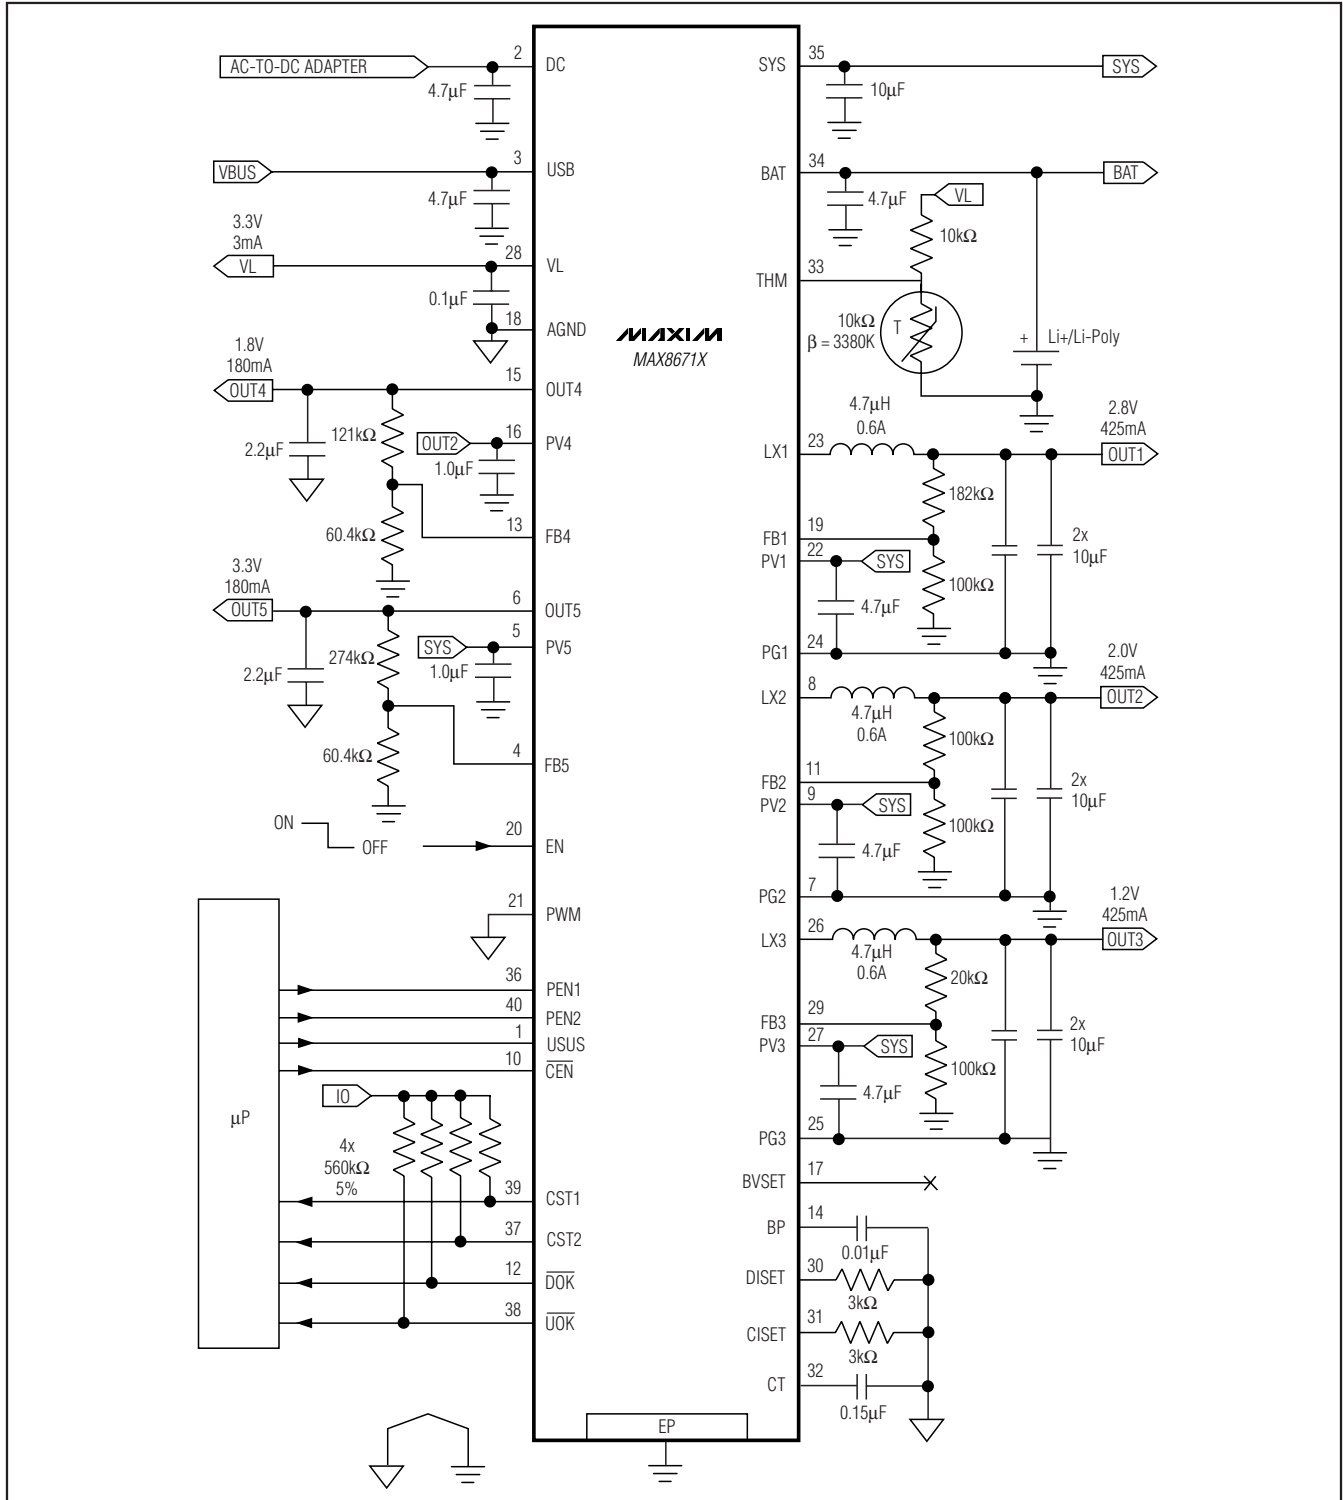 AC-TO-DC ADAPTER
2
DC
4.7µF
VBUS
3
USB
4.7µF
3.3V
3mA
VL
28
VL
0.1µF
18
AGND
1.8V
180mA
OUT4
15
OUT4
2.2µF
121kΩ
OUT2
16
PV4
1.0µF
60.4kΩ
13
FB4
3.3V
180mA
OUT5
6
OUT5
2.2µF
274kΩ
SYS
5
PV5
1.0µF
60.4kΩ
4
FB5
ON
OFF
20
EN
21
PWM
µP
36
PEN1
40
PEN2
1
USUS
10
CEN
IO
4x
560kΩ
5%
39
CST1
37
CST2
12
DOK
38
UOK
MAXIM
MAX8671X
EP
SYS
35
SYS
10µF
BAT
34
BAT
4.7µF
VL
10kΩ
THM
33
10kΩ
β = 3380K
T
+ Li+/Li-Poly
LX1
23
4.7µH
0.6A
2.8V
425mA
OUT1
182kΩ
FB1
19
PV1
22
SYS
100kΩ
2x
10µF
4.7µF
PG1
24
LX2
8
4.7µH
0.6A
2.0V
425mA
OUT2
100kΩ
FB2
11
PV2
9
SYS
100kΩ
2x
10µF
4.7µF
PG2
7
LX3
26
4.7µH
0.6A
1.2V
425mA
OUT3
20kΩ
FB3
29
PV3
27
SYS
100kΩ
2x
10µF
4.7µF
PG3
25
BVSET
17
BP
14
0.01µF
DISET
30
3kΩ
CISET
31
3kΩ
CT
32
0.15µF